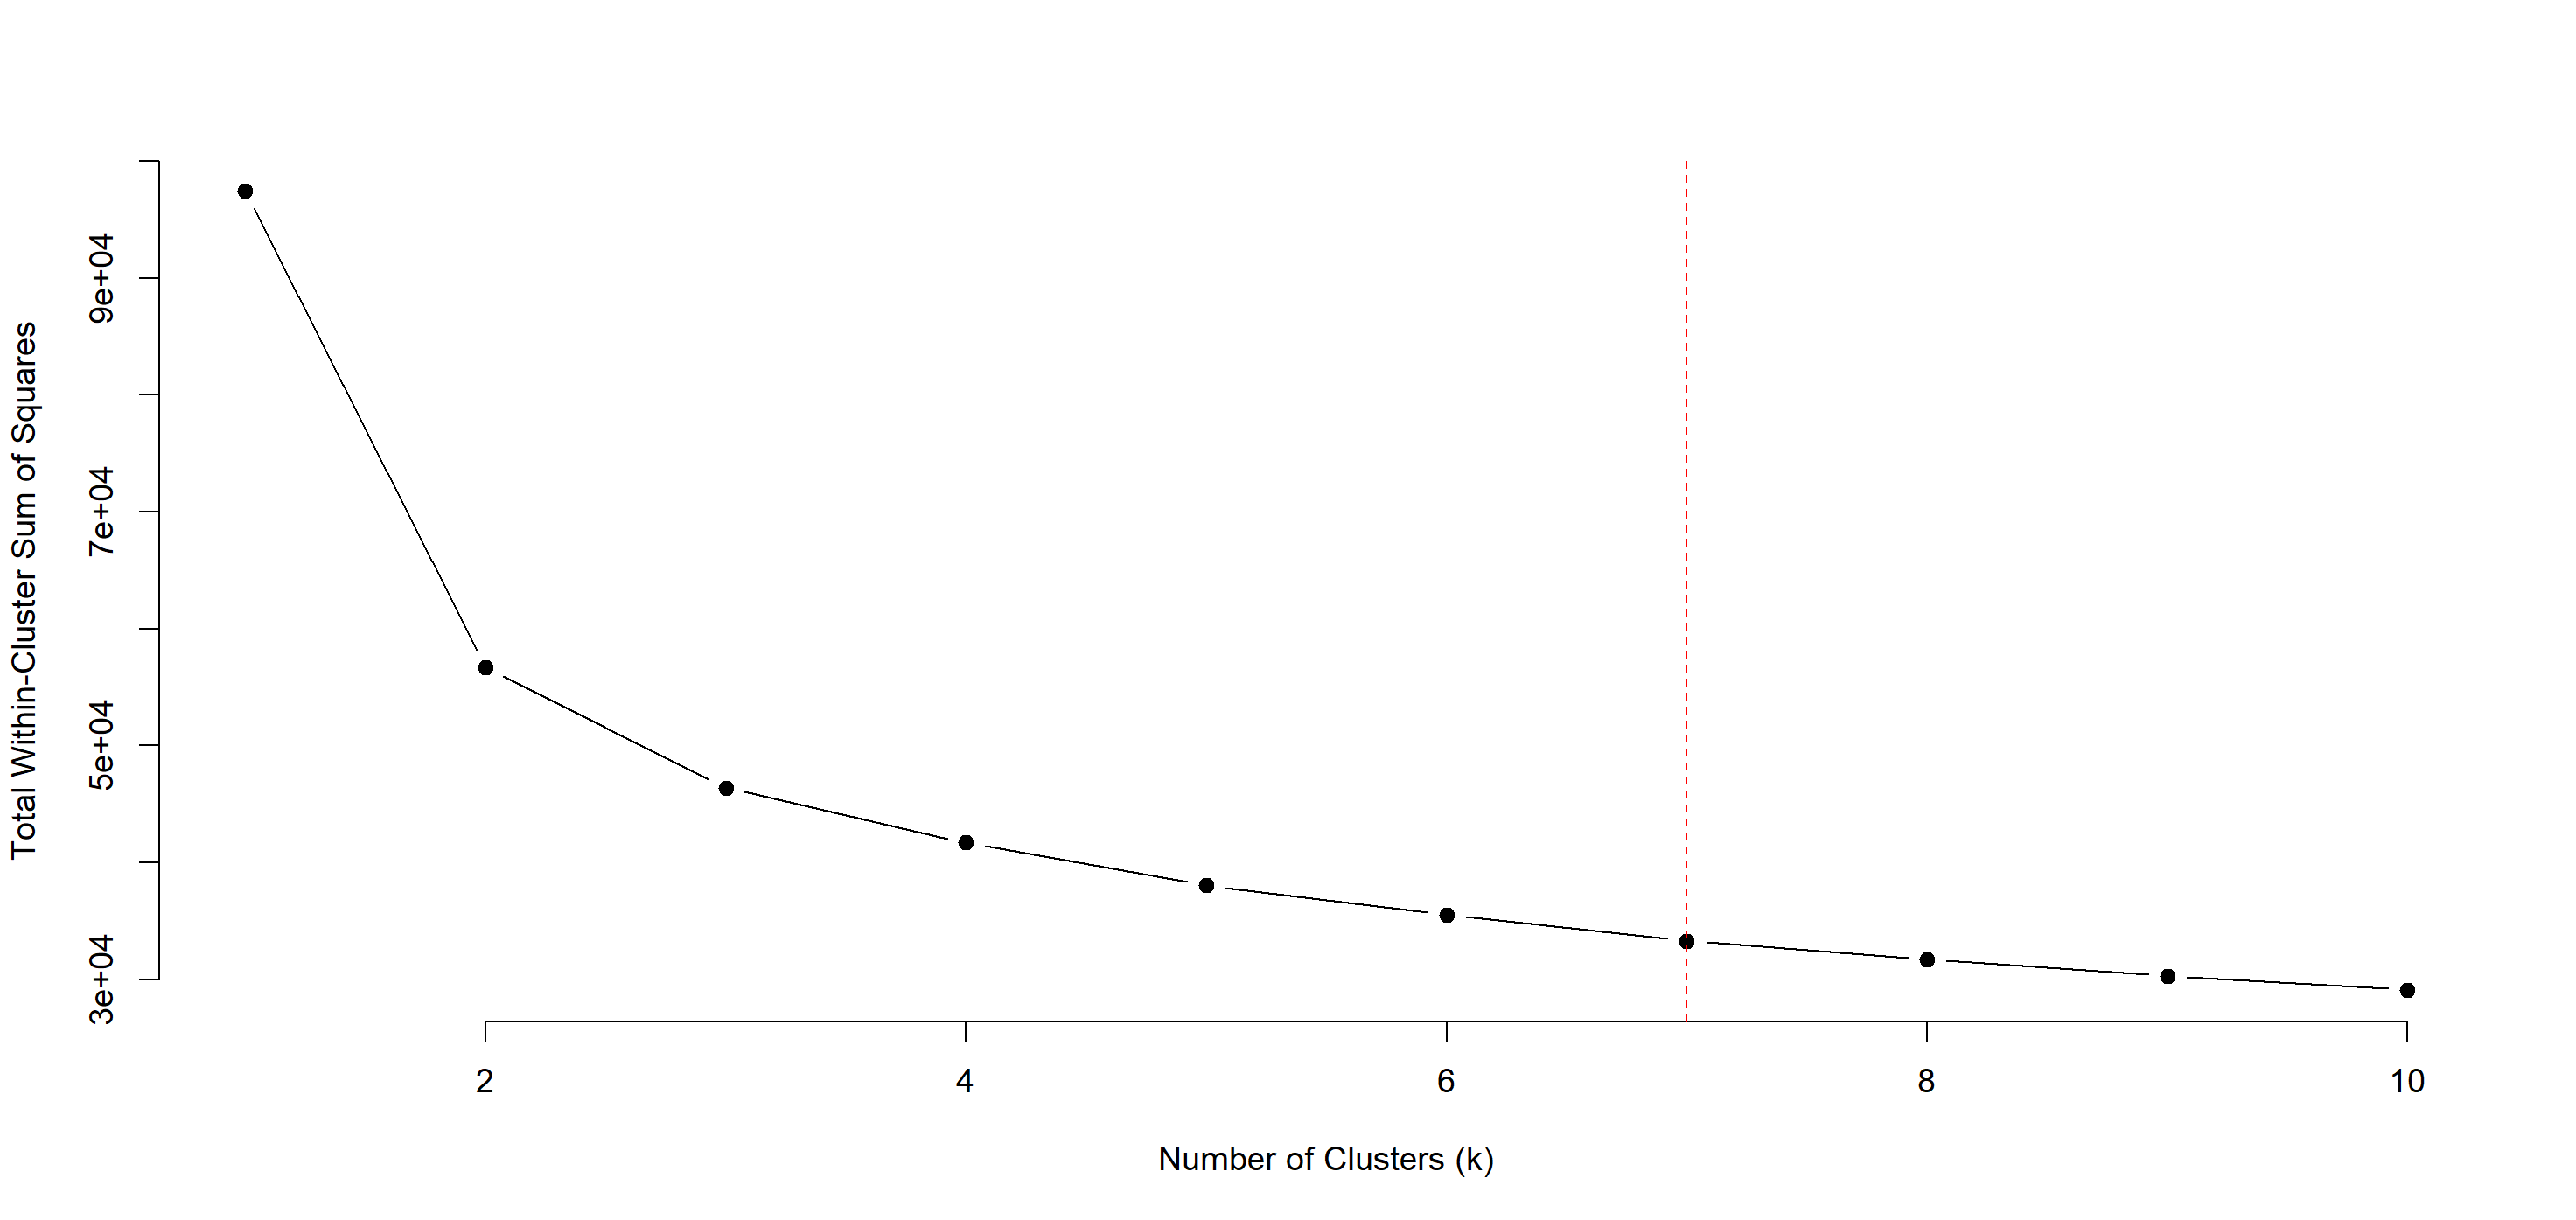 Total Within-Cluster Sum of Squares
9e+04
7e+04
5e+04
3e+04
2 4 6 8 10
Number of Clusters (k)